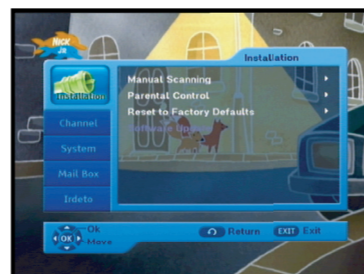 NICK
JR
Installation
Installation
Channel
System
Mail Box
Irdeto
Manual Scanning
Parental Control
Reset to Factory Defaults
Software Update
OK
Ok
Move
Return
EXIT Exit